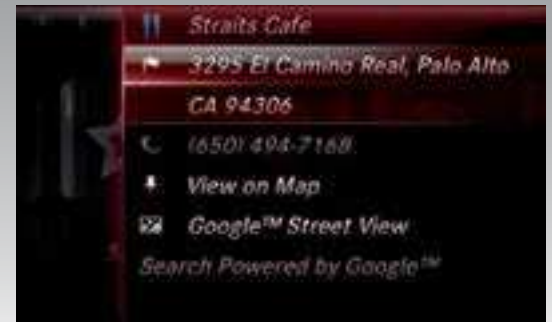 Straits Cafe
3295 El Camino Real, Palo Alto
CA 94306
(650) 494-7168
View on Map
Google™ Street View
Search Powered by Google™